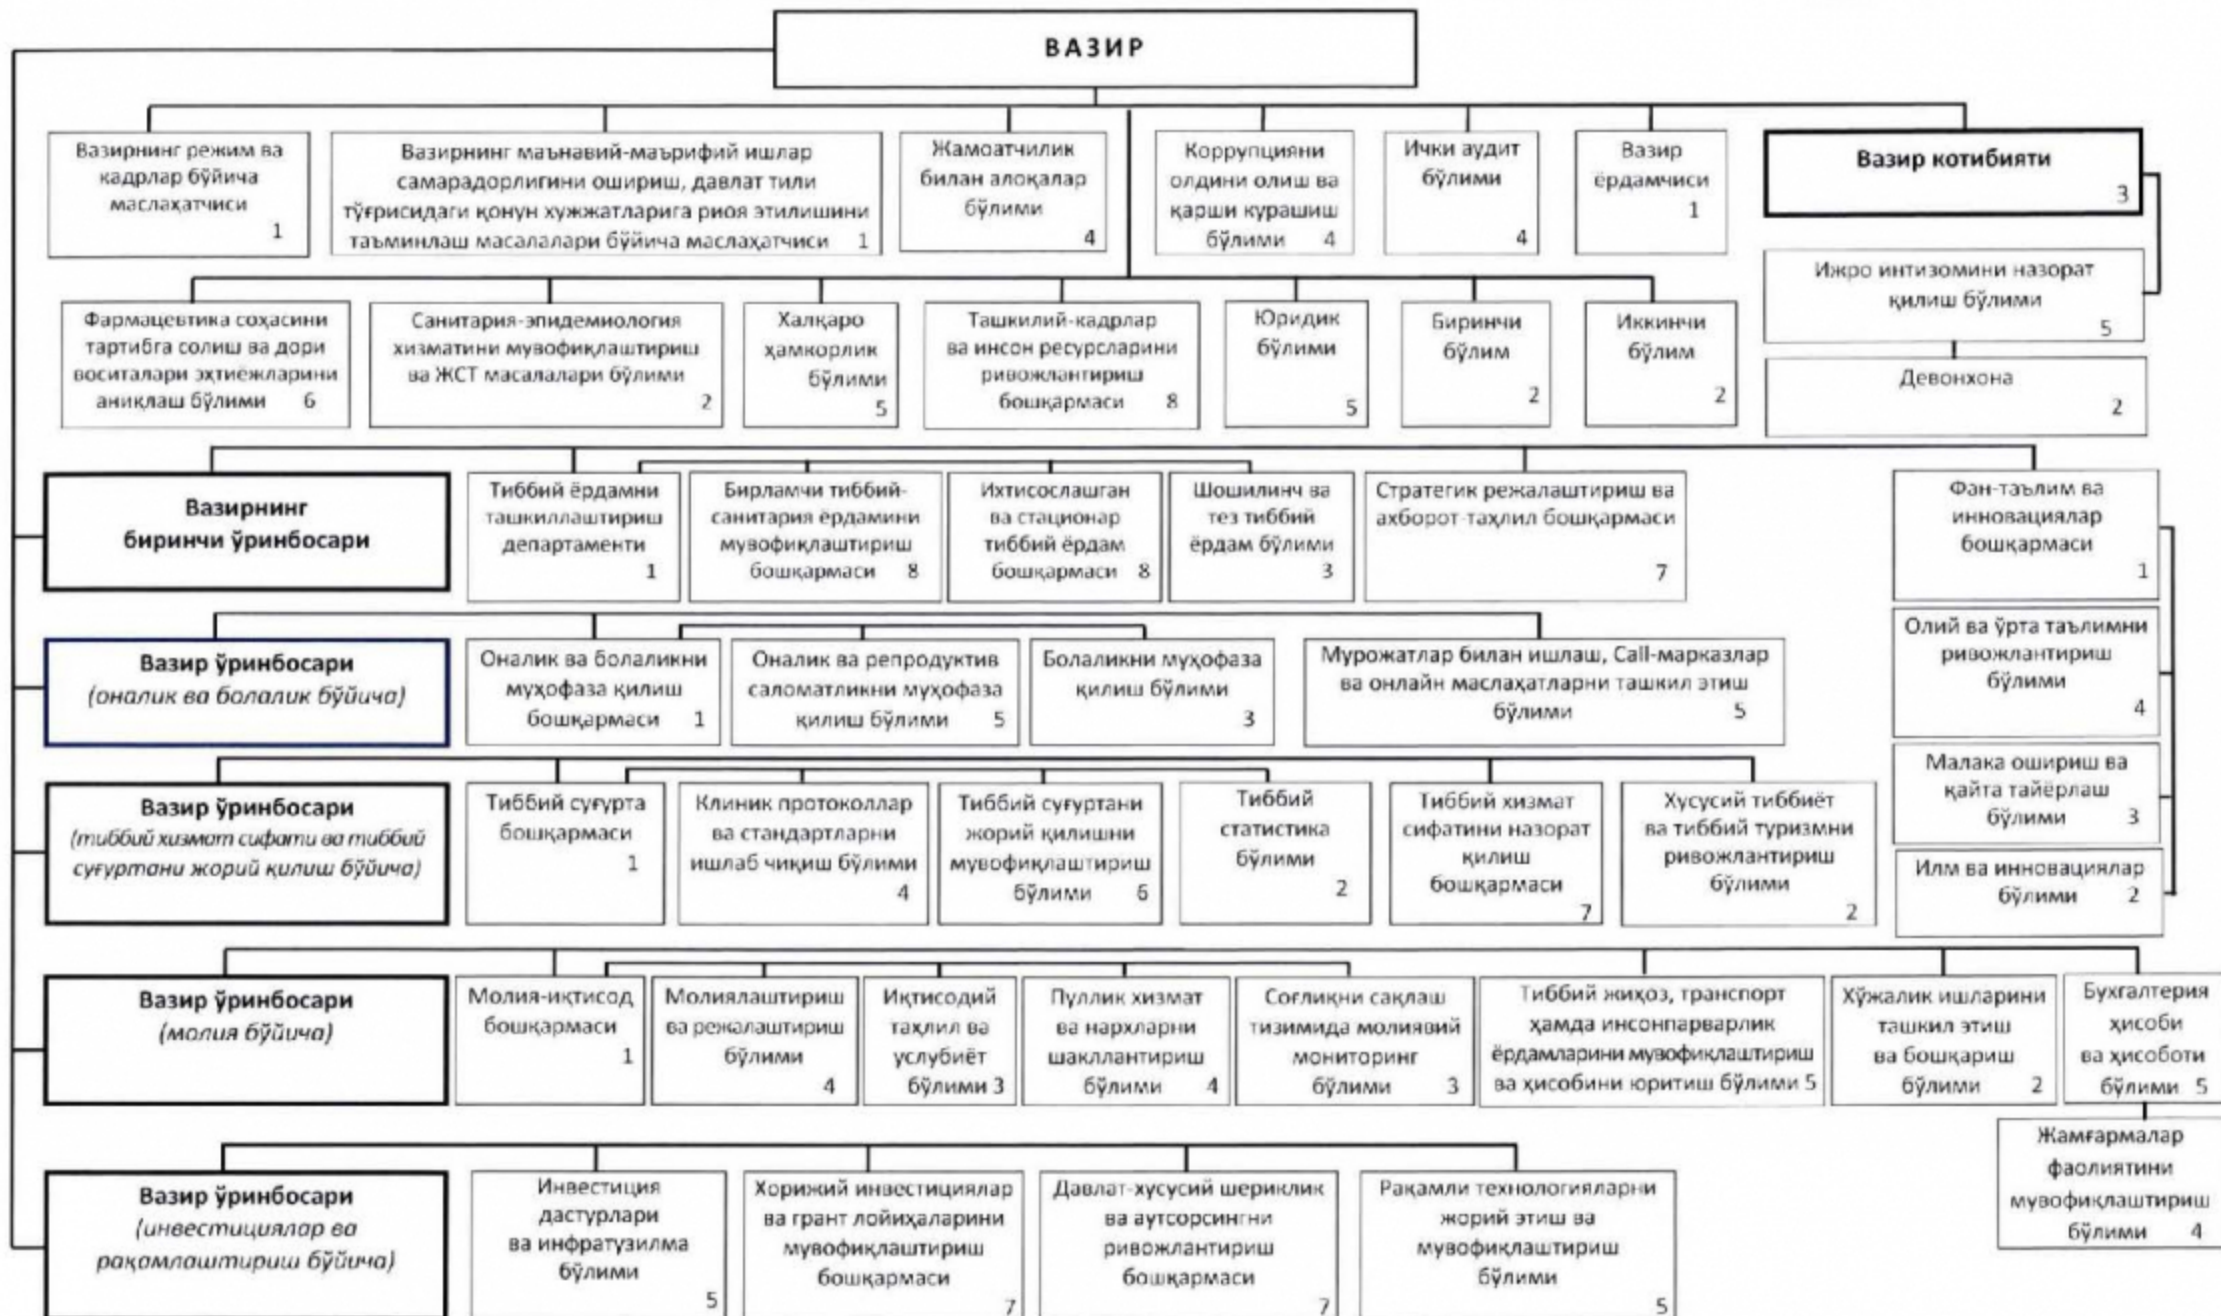 ВАЗИР
Вазирнинг режим ва
кадрлар бўйича
маслаҳатчиси
1
Вазирнинг маънавий-маърифий ишлар
самарадорлигини ошириш, давлат тили
тўғрисидаги қонун хужжатларига риоя этилишини
таъминлаш масалалари бўйича маслаҳатчиси 1
Жамоатчилик
билан алоқалар
бўлими
4
Коррупцияни
олдини олиш ва
қарши курашиш
бўлими 4
Ички аудит
бўлими
4
Вазир
ёрдамчиси
1
Вазир котибияти
3
Ижро интизомини назорат
қилиш бўлими
5
Девонхона
2
Фармацевтика соҳасини
тартибга солиш ва дори
воситалари эҳтиёжларини
аниқлаш бўлими 6
Санитария-эпидемиология
хизматини мувофиқлаштириш
ва ЖСТ масалалари бўлими
2
Халқаро
ҳамкорлик
бўлими
5
Ташкилий-кадрлар
ва инсон ресурсларини
ривожлантириш
бошқармаси 8
Юридик
бўлими
5
Биринчи
бўлим
2
Иккинчи
бўлим
2
Вазирнинг
биринчи ўринбосари
Тиббий ёрдамни
ташкиллаштириш
департаменти
1
Бирламчи тиббий-
санитария ёрдамини
мувофиқлаштириш
бошқармаси 8
Ихтисослашган
ва стационар
тиббий ёрдам
бошқармаси 8
Шошилинч ва
тез тиббий
ёрдам бўлими
3
Стратегик режалаштириш ва
ахборот-таҳлил бошқармаси
7
Фан-таълим ва
инновациялар
бошқармаси
1
Олий ва ўрта таълимни
ривожлантириш
бўлими
4
Малака ошириш ва
қайта тайёрлаш
бўлими 3
Илм ва инновациялар
бўлими 2
Вазир ўринбосари
(оналик ва болалик бўйича)
Оналик ва болаликни
муҳофаза қилиш
бошқармаси 1
Оналик ва репродуктив
саломатликни муҳофаза
қилиш бўлими 5
Болаликни муҳофаза
қилиш бўлими
3
Мурожатлар билан ишлаш, Call-марказлар
ва онлайн маслаҳатларни ташкил этиш
бўлими 5
Вазир ўринбосари
(тиббий хизмат сифати ва тиббий
суғуртани жорий қилиш бўйича)
Тиббий суғурта
бошқармаси
1
Клиник протоколлар
ва стандартларни
ишлаб чиқиш бўлими
4
Тиббий суғуртани
жорий қилишни
мувофиқлаштириш
бўлими 6
Тиббий
статистика
бўлими
2
Тиббий хизмат
сифатини назорат
қилиш
бошқармаси
7
Хусусий тиббиёт
ва тиббий туризмни
ривожлантириш
бўлими
2
Вазир ўринбосари
(молия бўйича)
Молия-иқтисод
бошқармаси
1
Молиялаштириш
ва режалаштириш
бўлими
4
Иқтисодий
таҳлил ва
услубиёт
бўлими 3
Пуллик хизмат
ва нархларни
шакллантириш
бўлими 4
Соғлиқни сақлаш
тизимида молиявий
мониторинг
бўлими 3
Тиббий жиҳоз, транспорт
ҳамда инсонпарварлик
ёрдамларини мувофиқлаштириш
ва ҳисобини юритиш бўлими 5
Хўжалик ишларини
ташкил этиш
ва бошқариш
бўлими 2
Бухгалтерия
ҳисоби
ва ҳисоботи
бўлими 5
Жамғармалар
фаолиятини
мувофиқлаштириш
бўлими 4
Вазир ўринбосари
(инвестициялар ва
рақамлаштириш бўйича)
Инвестиция
дастурлари
ва инфратузилма
бўлими
5
Хорижий инвестициялар
ва грант лойиҳаларини
мувофиқлаштириш
бошқармаси
7
Давлат-хусусий шериклик
ва аутсорсингни
ривожлантириш
бошқармаси
7
Рақамли технологияларни
жорий этиш ва
мувофиқлаштириш
бўлими
5